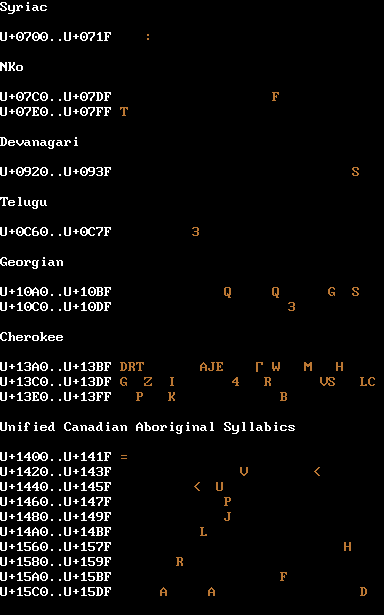 Syriac
U+0700..U+071F    :
NKo
U+07C0..U+07DF                    F
U+07E0..U+07FF T
Devanagari
U+0920..U+093F                              S
Telugu
U+0C60..U+0C7F          3
Georgian
U+10A0..U+10BF              Q     Q      G  S
U+10C0..U+10DF                      3
Cherokee
U+13A0..U+13BF DRT       AJE    Γ W   M   H
U+13C0..U+13DF G  Z  I       4   R      VS   LC
U+13E0..U+13FF   P   K             B
Unified Canadian Aboriginal Syllabics
U+1400..U+141F =
U+1420..U+143F                V        <
U+1440..U+145F          <  U
U+1460..U+147F              P
U+1480..U+149F              J
U+14A0..U+14BF           L
U+1560..U+157F                             H
U+1580..U+159F        R
U+15A0..U+15BF                     F
U+15C0..U+15DF      A     A                  D